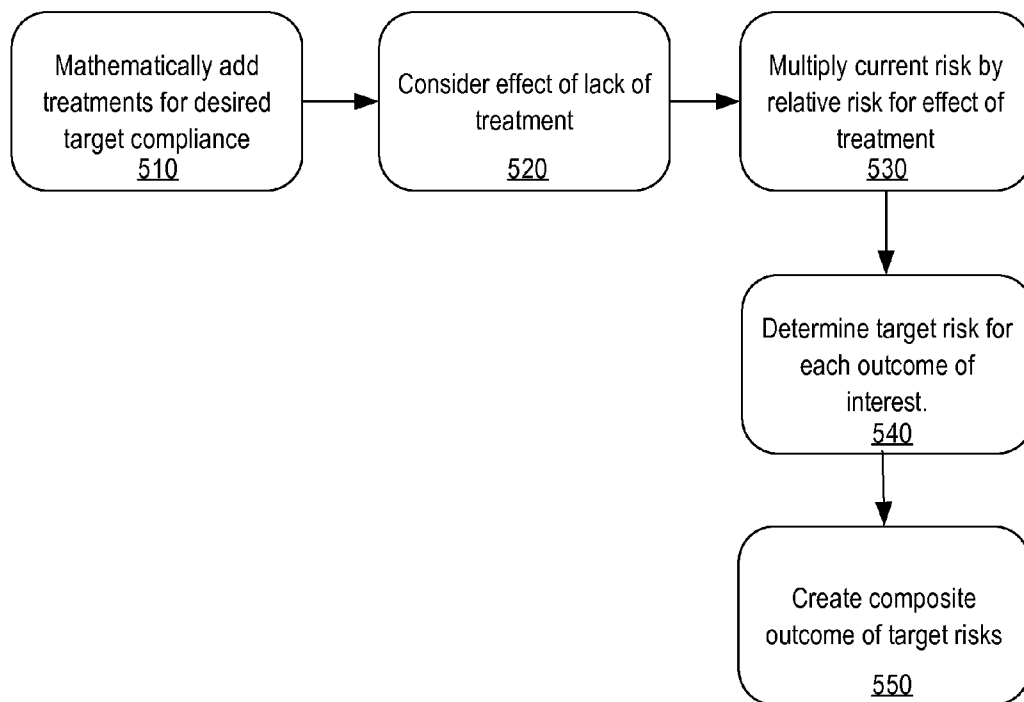 Mathematically add
treatments for desired
target compliance
510
Consider effect of lack of
treatment
520
Multiply current risk by
relative risk for effect of
treatment
530
Determine target risk for
each outcome of
interest.
540
Create composite
outcome of target risks
550